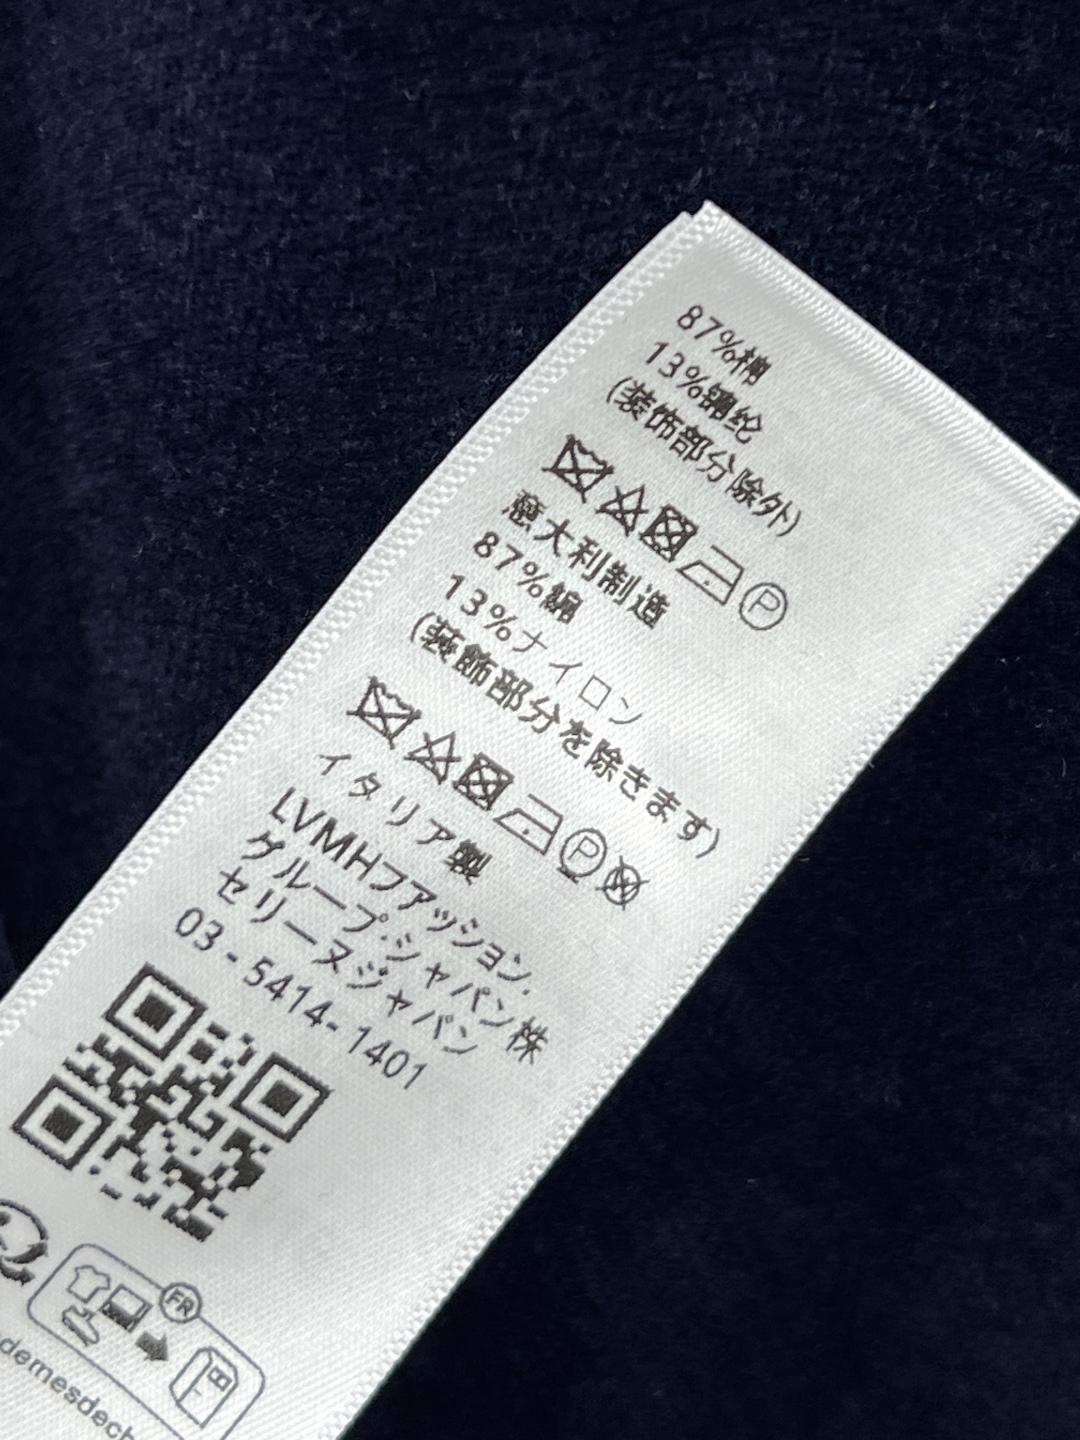 87%棉
13%锦纶
(装饰部分除外)
P
意大利制造
87%綿
13%ナイロン
(装飾部分を除きます)
P W
イタリア製
LVMHファッション.
グループ.ジャパン株
セリーヌジャパン
03-5414-1401
FR